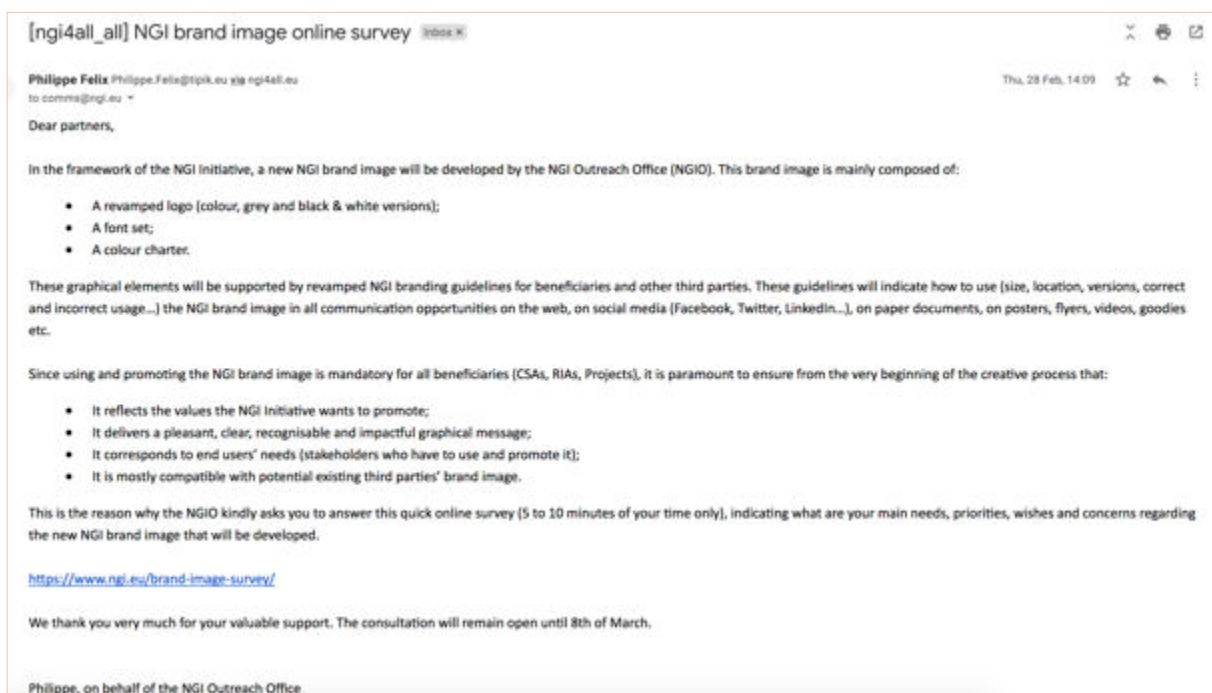 [ngi4all_all] NGI brand image online survey Inbox ×
Philippe Felix Philippe.Felix@tipik.eu via ngi4all.eu
Thu, 28 Feb, 14:09
to comms@ngi.eu
Dear partners,
In the framework of the NGI Initiative, a new NGI brand image will be developed by the NGI Outreach Office (NGIO). This brand image is mainly composed of:
• A revamped logo (colour, grey and black & white versions);
• A font set;
• A colour charter.
These graphical elements will be supported by revamped NGI branding guidelines for beneficiaries and other third parties. These guidelines will indicate how to use (size, location, versions, correct
and incorrect usage…) the NGI brand image in all communication opportunities on the web, on social media (Facebook, Twitter, LinkedIn…), on paper documents, on posters, flyers, videos, goodies
etc.
Since using and promoting the NGI brand image is mandatory for all beneficiaries (CSAs, RIAs, Projects), it is paramount to ensure from the very beginning of the creative process that:
• It reflects the values the NGI Initiative wants to promote;
• It delivers a pleasant, clear, recognisable and impactful graphical message;
• It corresponds to end users' needs (stakeholders who have to use and promote it);
• It is mostly compatible with potential existing third parties' brand image.
This is the reason why the NGIO kindly asks you to answer this quick online survey (5 to 10 minutes of your time only), indicating what are your main needs, priorities, wishes and concerns regarding
the new NGI brand image that will be developed.
https://www.ngi.eu/brand-image-survey/
We thank you very much for your valuable support. The consultation will remain open until 8th of March.
Philippe, on behalf of the NGI Outreach Office